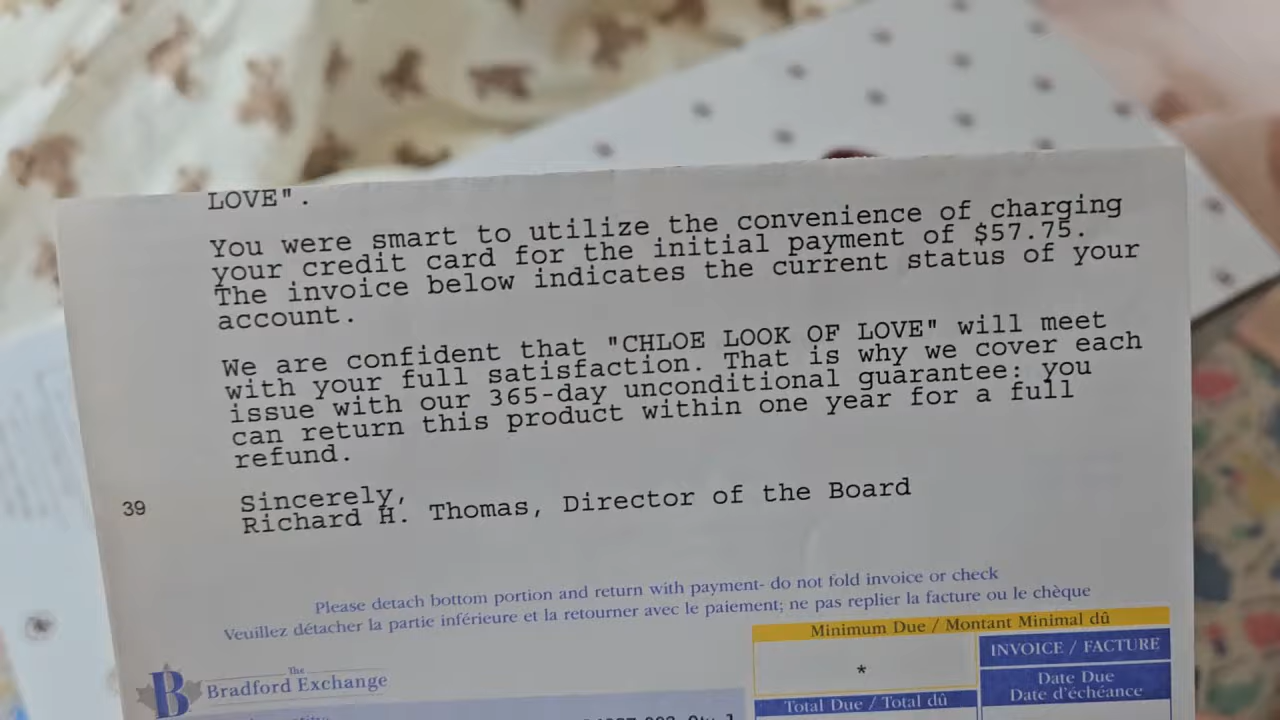 LOVE".
You were smart to utilize the convenience of charging
your credit card for the initial payment of $57.75.
The invoice below indicates the current status of your
account.
We are confident that "CHLOE LOOK OF LOVE" will meet
with your full satisfaction. That is why we cover each
issue with our 365-day unconditional guarantee: you
can return this product within one year for a full
refund.
39
Sincerely,
Richard H. Thomas, Director of the Board
Please detach bottom portion and return with payment- do not fold invoice or check
Veuillez détacher la partie inférieure et la retourner avec le paiement; ne pas replier la facture ou le chèque
Minimum Due / Montant Minimal dû
*
INVOICE / FACTURE
B The
Bradford Exchange
Date Due
Date d'échéance
Total Due / Total dû